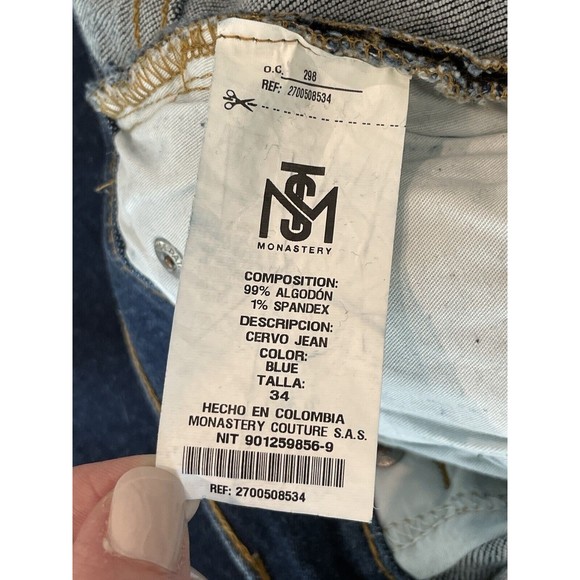 O.C. 298
REF: 2700508534
MONASTERY
COMPOSITION:
99% ALGODÓN
1% SPANDEX
DESCRIPCION:
CERVO JEAN
COLOR:
BLUE
TALLA:
34
HECHO EN COLOMBIA
MONASTERY COUTURE S.A.S.
NIT 901259856-9
REF: 2700508534